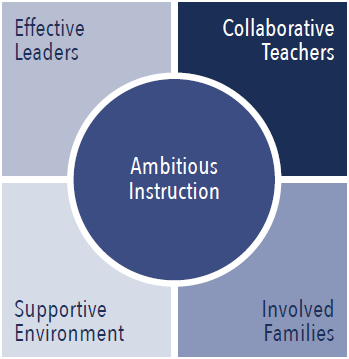 Effective
Leaders
Collaborative
Teachers
Ambitious
Instruction
Supportive
Environment
Involved
Families